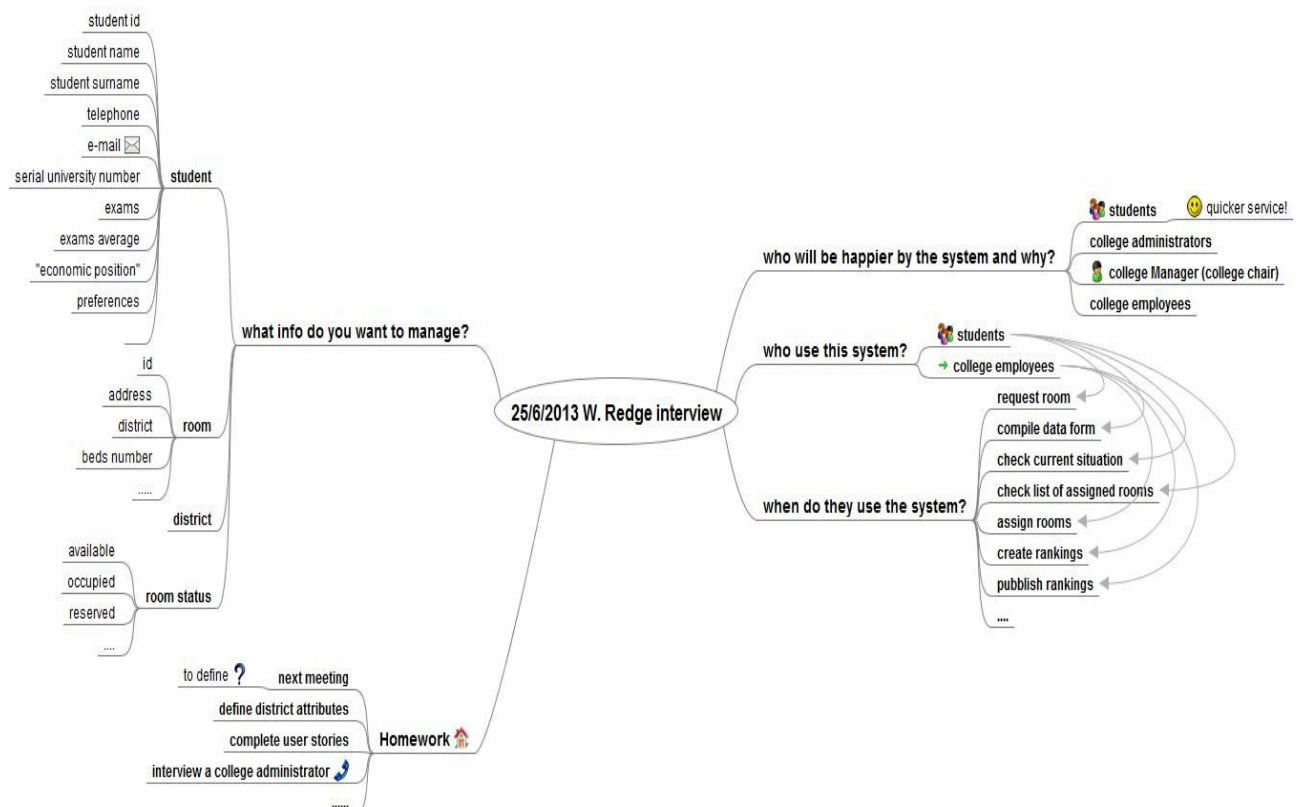 student id
student name
student surname
telephone
e-mail
serial university number
exams
exams average
"economic position"
preferences
student
id
address
district
beds number
.....
room
district
available
occupied
reserved
....
room status
what info do you want to manage?
to define
next meeting
define district attributes
complete user stories
interview a college administrator
......
Homework
25/6/2013 W. Redge interview
who will be happier by the system and why?
students
quicker service!
college administrators
college Manager (college chair)
college employees
who use this system?
students
college employees
when do they use the system?
request room
compile data form
check current situation
check list of assigned rooms
assign rooms
create rankings
pubblish rankings
....